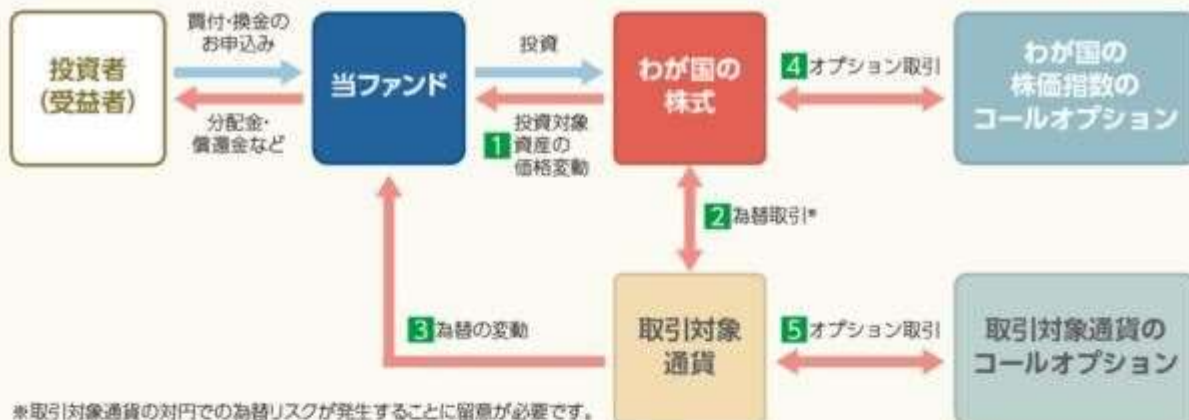 投資者
(受益者)
買付・換金の
お申込み
分配金・
償還金など
当ファンド
投資
1 投資対象
資産の
価格変動
わが国の
株式
4 オプション取引
わが国の
株価指数の
コールオプション
2 為替取引*
3 為替の変動
取引対象
通貨
5 オプション取引
取引対象通貨の
コールオプション
※取引対象通貨の対円での為替リスクが発生することに留意が必要です。